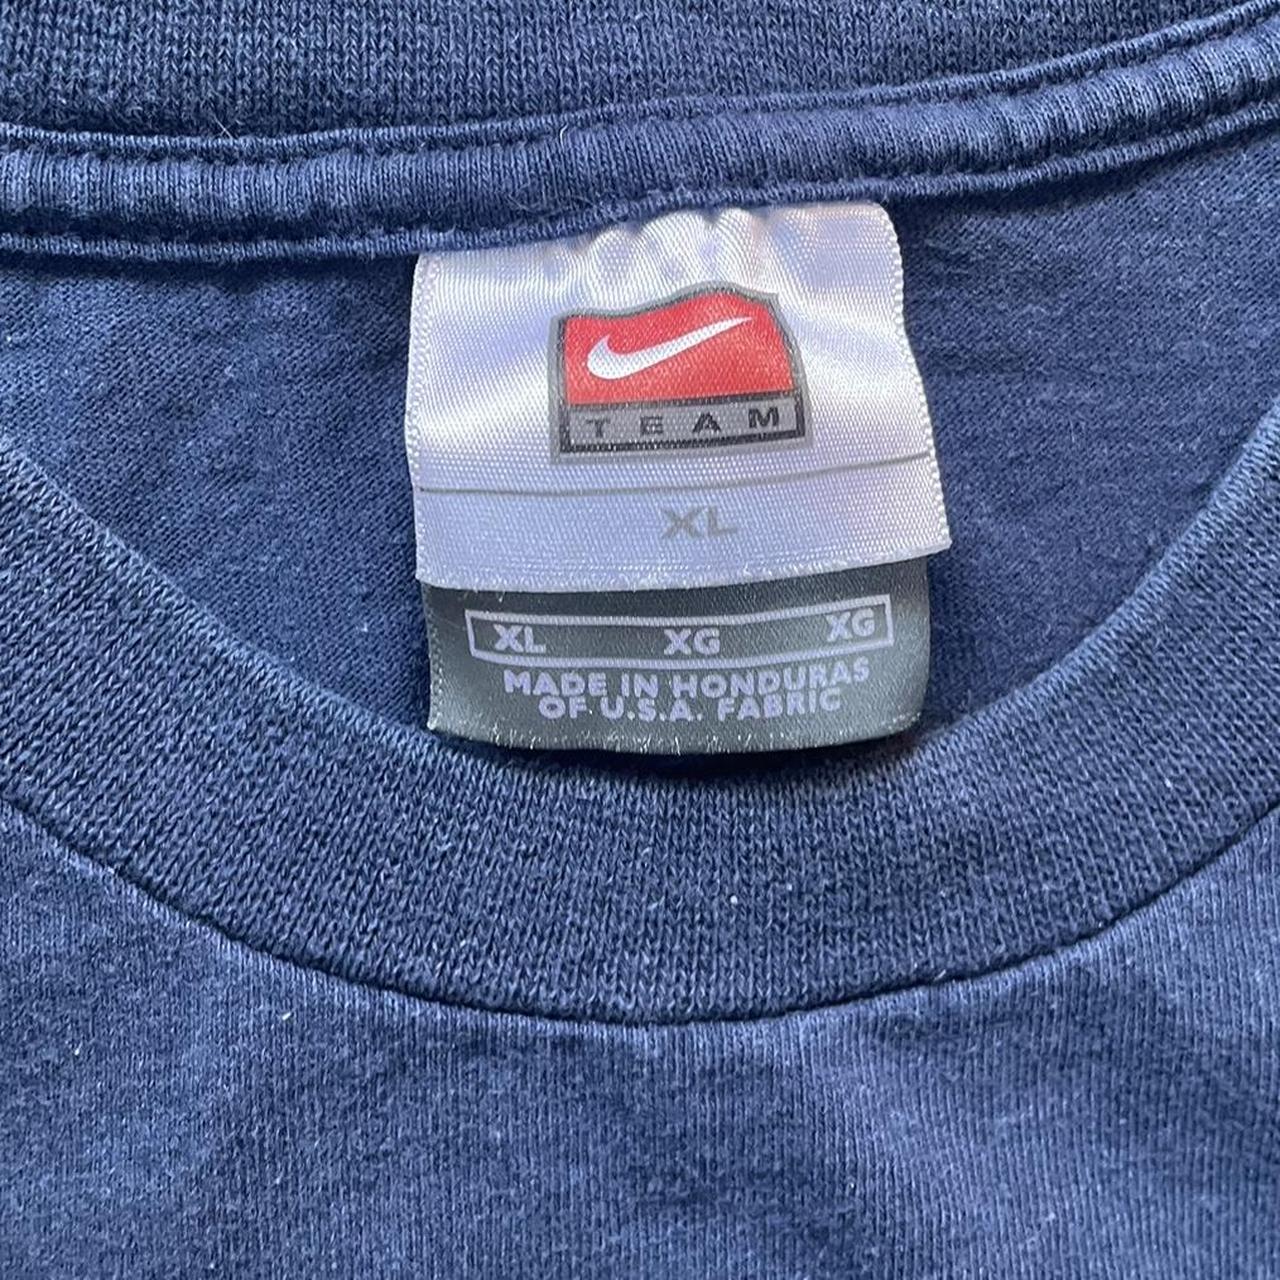 TEAM
XL
XL XG XG
MADE IN HONDURAS
OF U.S.A. FABRIC